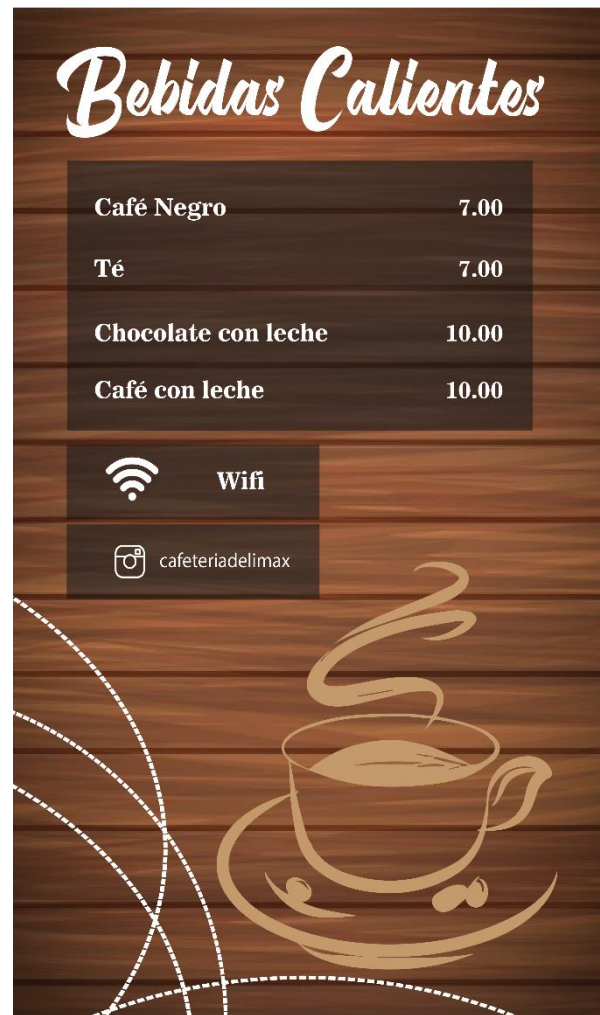 Bebidas Calientes
Café Negro 7.00
Té 7.00
Chocolate con leche 10.00
Café con leche 10.00
Wifi
cafeteriadelimax